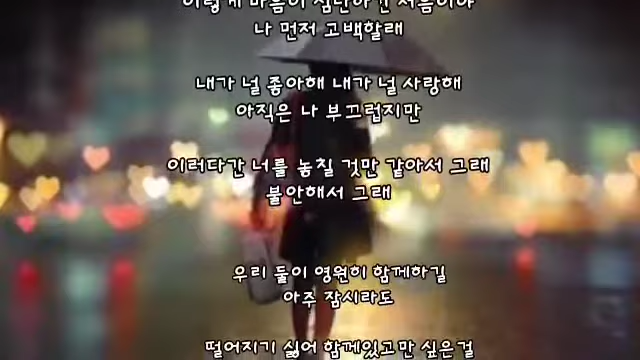 이렇게 마음이 심난하긴 처음이야
나 먼저 고백할래
내가 널 좋아해 내가 널 사랑해
아직은 나 부끄럽지만
이러다간 너를 놓칠 것만 같아서 그래
불안해서 그래
우리 둘이 영원히 함께하길
아주 잠시라도
떨어지기 싫어 함께있고만 싶은걸